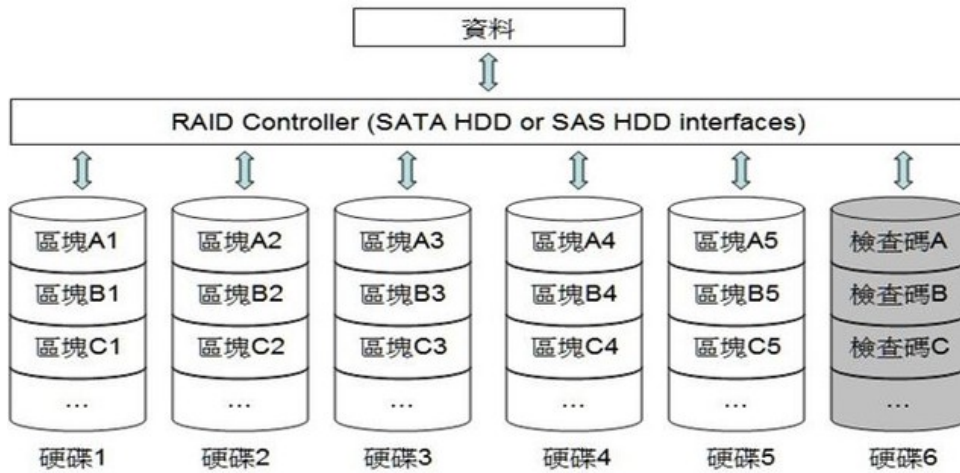 資料
RAID Controller (SATA HDD or SAS HDD interfaces)
區塊A1 區塊A2 區塊A3 區塊A4 區塊A5 檢查碼A
區塊B1 區塊B2 區塊B3 區塊B4 區塊B5 檢查碼B
區塊C1 區塊C2 區塊C3 區塊C4 區塊C5 檢查碼C
... ... ... ... ... ...
硬碟1 硬碟2 硬碟3 硬碟4 硬碟5 硬碟6